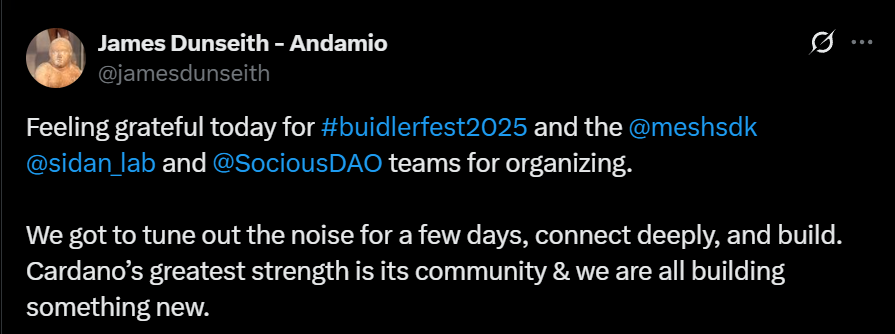 James Dunseith - Andamio
@jamesdunseith
Feeling grateful today for #buidlerfest2025 and the @meshsdk
@sidan_lab and @SociousDAO teams for organizing.
We got to tune out the noise for a few days, connect deeply, and build.
Cardano’s greatest strength is its community & we are all building
something new.